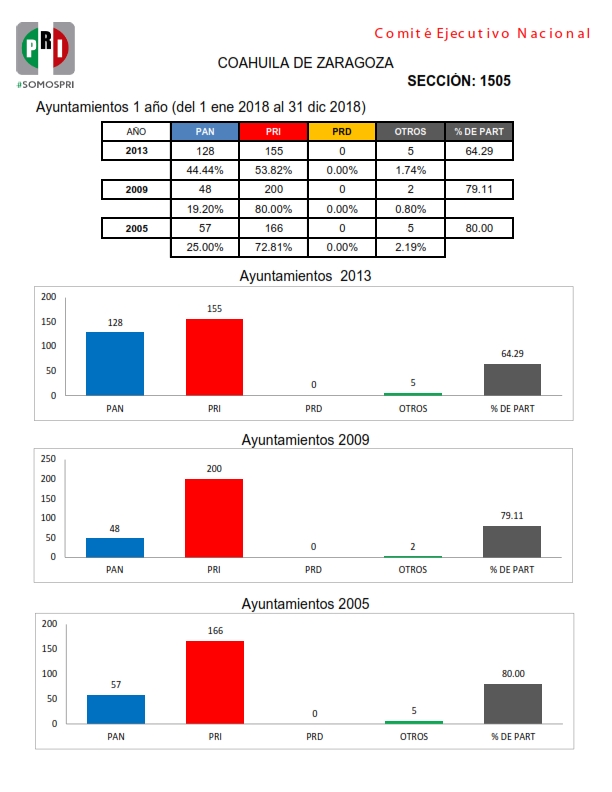 Comité Ejecutivo Nacional
PRI
#SOMOSPRI
COAHUILA DE ZARAGOZA
SECCIÓN: 1505
Ayuntamientos 1 año (del 1 ene 2018 al 31 dic 2018)
AÑO PAN PRI PRD OTROS % DE PART
2013 128 155 0 5 64.29
44.44% 53.82% 0.00% 1.74%
2009 48 200 0 2 79.11
19.20% 80.00% 0.00% 0.80%
2005 57 166 0 5 80.00
25.00% 72.81% 0.00% 2.19%
Ayuntamientos 2013
200
150
100
50
0
128 155 0 5 64.29
PAN PRI PRD OTROS % DE PART
Ayuntamientos 2009
250
200
150
100
50
0
48 200 0 2 79.11
PAN PRI PRD OTROS % DE PART
Ayuntamientos 2005
200
150
100
50
0
57 166 0 5 80.00
PAN PRI PRD OTROS % DE PART